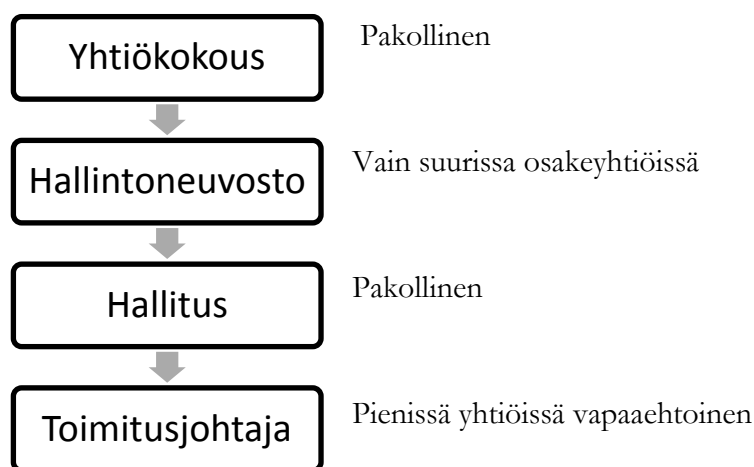 Yhtiökokous
Pakollinen
Hallintoneuvosto
Vain suurissa osakeyhtiöissä
Hallitus
Pakollinen
Toimitusjohtaja
Pienissä yhtiöissä vapaaehtoinen